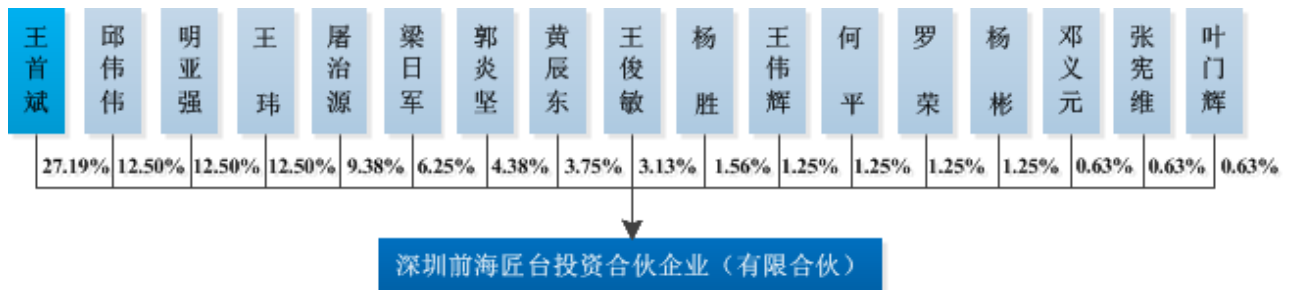 王首斌
邱伟伟
明亚强
王玮
屠治源
梁日军
郭炎坚
黄辰东
王俊敏
杨胜
王伟辉
何平
罗荣
杨彬
邓义元
张宪维
叶门辉
27.19% 12.50% 12.50% 12.50% 9.38% 6.25% 4.38% 3.75% 3.13% 1.56% 1.25% 1.25% 1.25% 1.25% 0.63% 0.63% 0.63%
深圳前海匠台投资合伙企业（有限合伙）